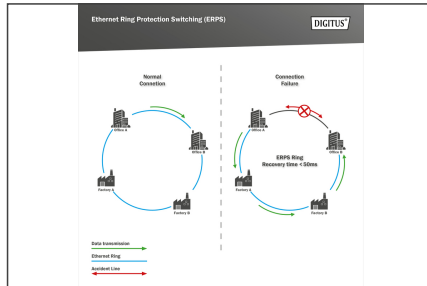 Ethernet Ring Protection Switching (ERPS)
DIGITUS®
Normal
Connetion
Connection
Failure
Office A
Office B
Factory A
Factory B
Office A
Office B
ERPS Ring
Recovery time <50ms
Factory A
Factory B
Data transmission
Ethernet Ring
Accident Line